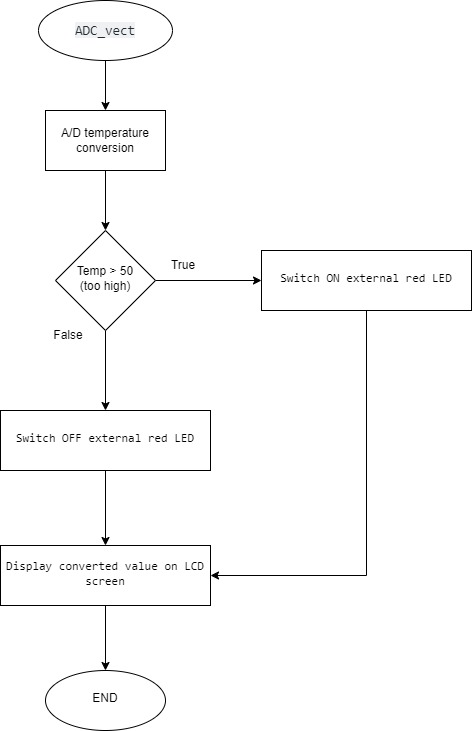 ADC_vect
A/D temperature
conversion
Temp > 50
(too high)
True
Switch ON external red LED
False
Switch OFF external red LED
Display converted value on LCD
screen
END